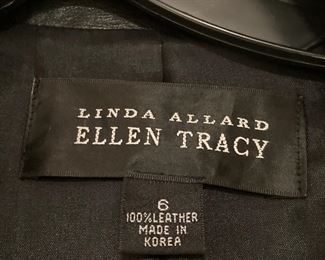 LINDA ALLARD
ELLEN TRACY
6
100% LEATHER
MADE IN
KOREA